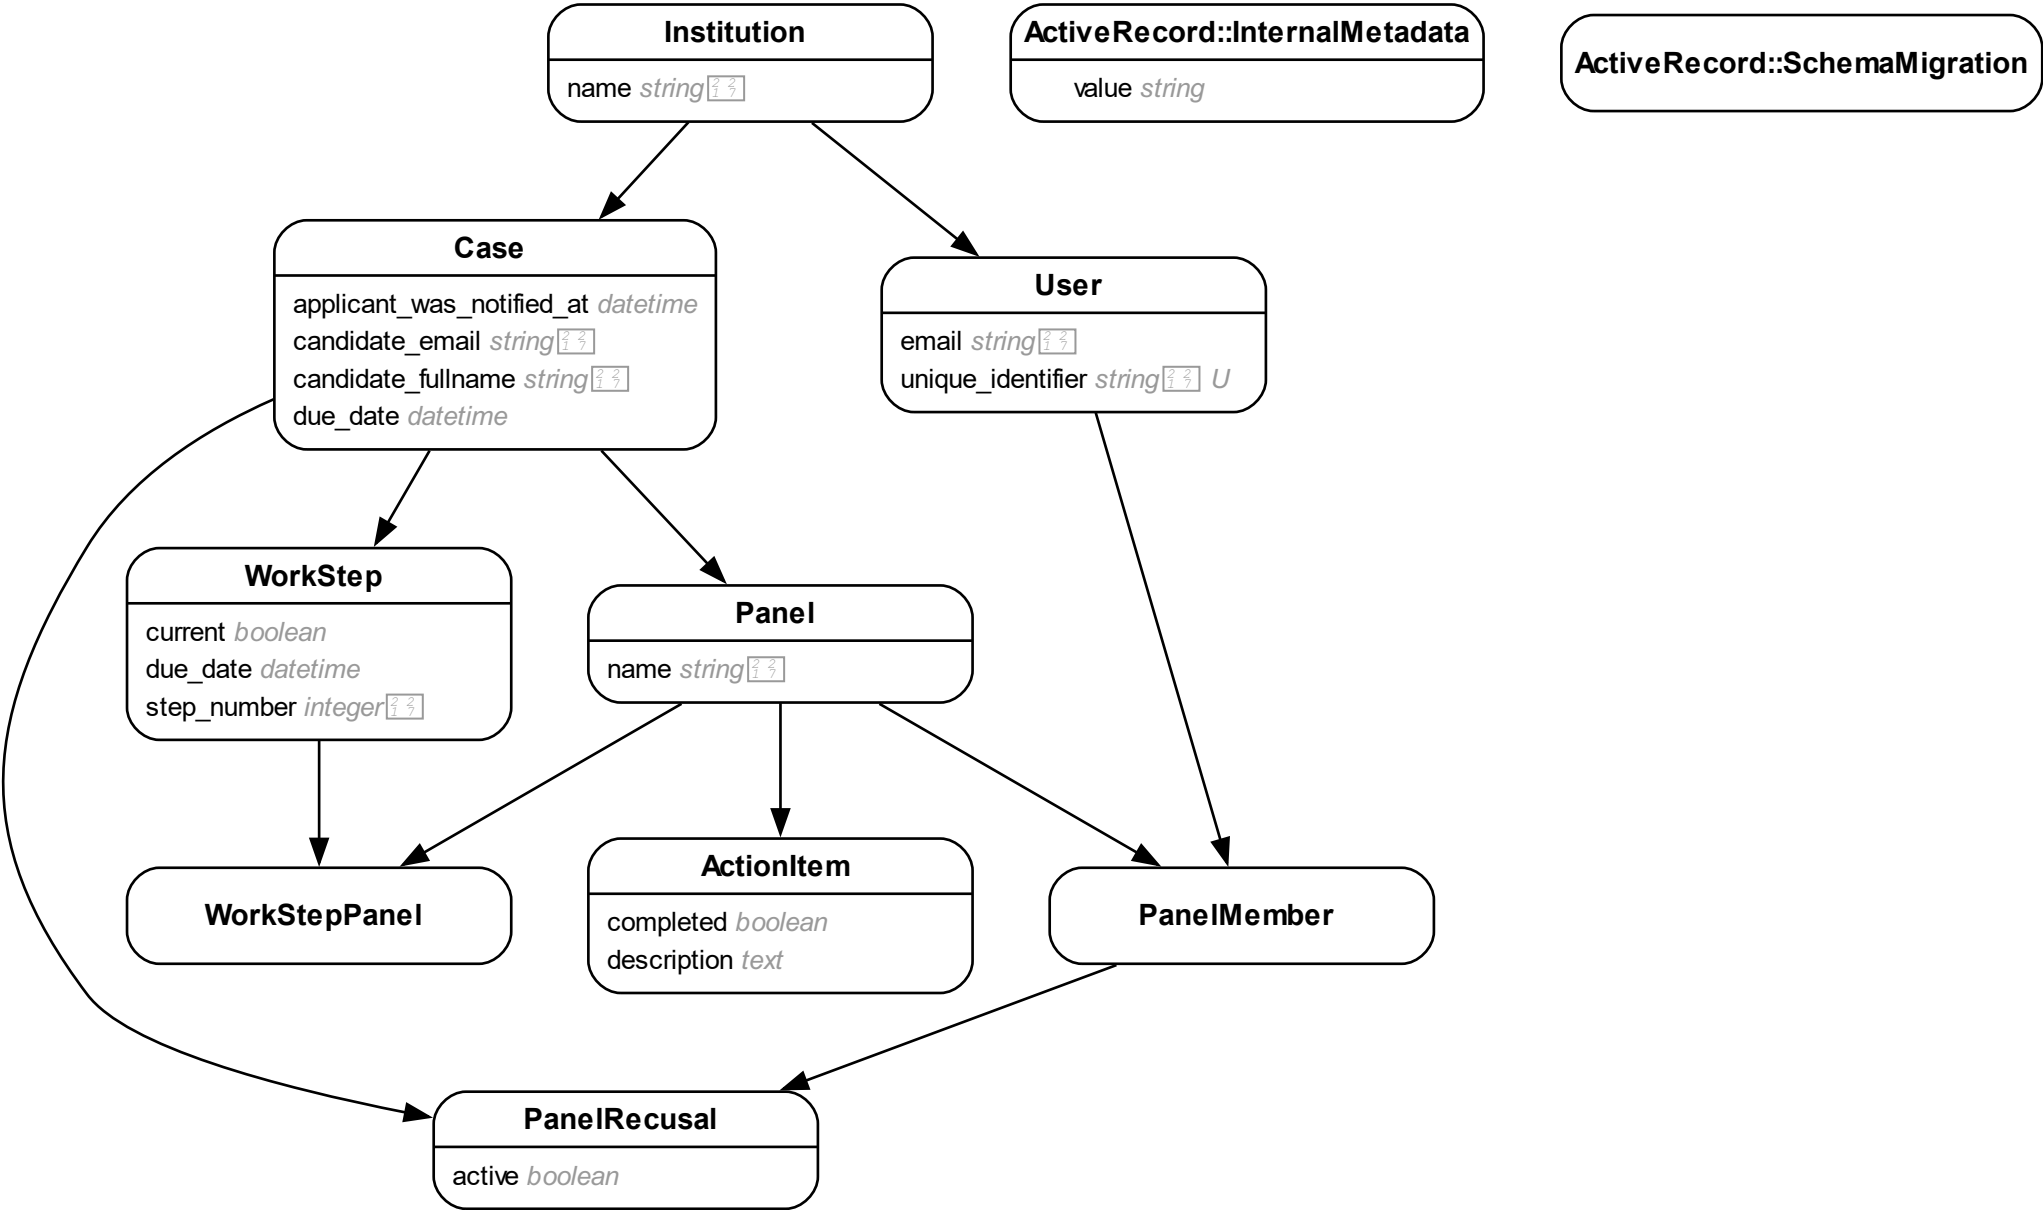 Institution
name string
ActiveRecord::InternalMetadata
value string
ActiveRecord::SchemaMigration
Case
applicant_was_notified_at datetime
candidate_email string
candidate_fullname string
due_date datetime
User
email string
unique_identifier string U
WorkStep
current boolean
due_date datetime
step_number integer
Panel
name string
WorkStepPanel
ActionItem
completed boolean
description text
PanelMember
PanelRecusal
active boolean